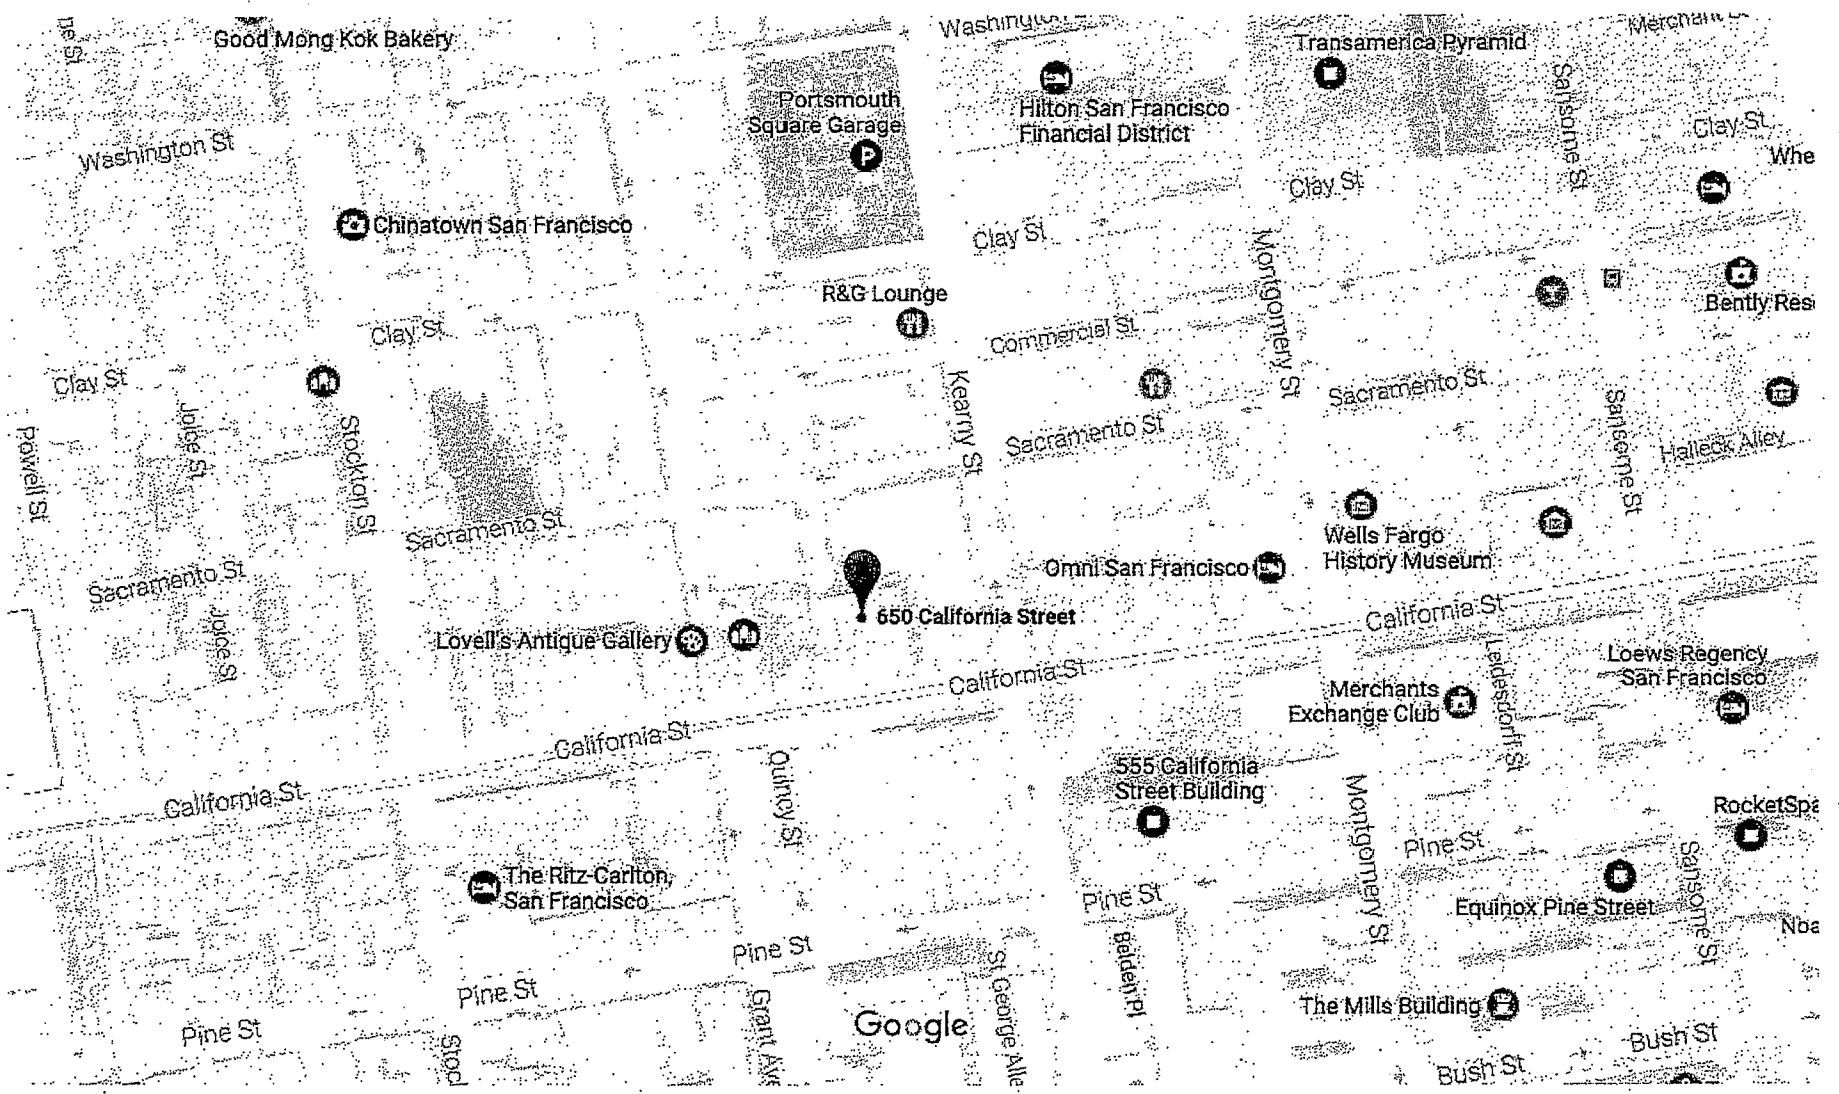 Good Mong Kok Bakery
Washington
Transamerica Pyramid
Merchant
Portsmouth
Square Garage
Hilton San Francisco
Financial District
Sansome St
Clay St
Whe
Washington St
Clay St
Chinatown San Francisco
Clay St
Montgomery St
Bently Res
R&G Lounge
Clay St
Commercial St
Clay St
Sacramento St
Joice St
Stockton St
Powell St
Kearny St
Sacramento St
Sansome St
Halleck Alley
Sacramento St
Wells Fargo
History Museum
Omni San Francisco
Sacramento St
Joice St
650 California Street
California St
Lovell's Antique Gallery
Leidesdorff St
Loews Regency
San Francisco
California St
Merchants
Exchange Club
California St
Quincy St
555 California
Street Building
California St
Montgomery St
RocketSpa
Pine St
The Ritz-Carlton,
San Francisco
Pine St
Equinox Pine Street
Sansome St
Noa
Pine St
Belden Pl
St George Alle
Pine St
Grant Ave
Google
The Mills Building
Pine St
Stoc
Bush St
Bush St